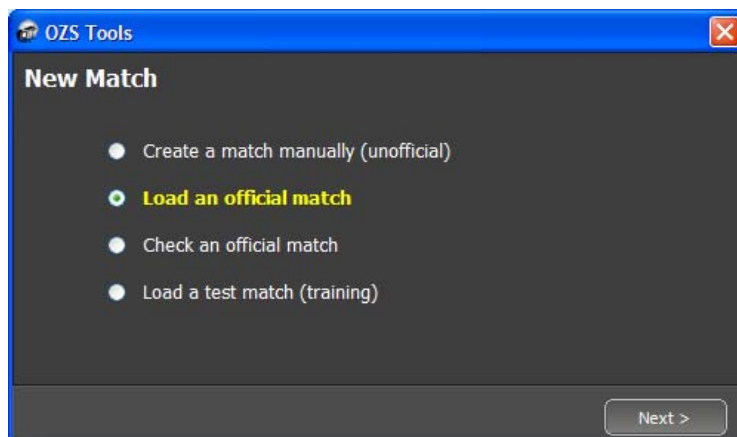 OZS Tools
New Match
Create a match manually (unofficial)
Load an official match
Check an official match
Load a test match (training)
Next >